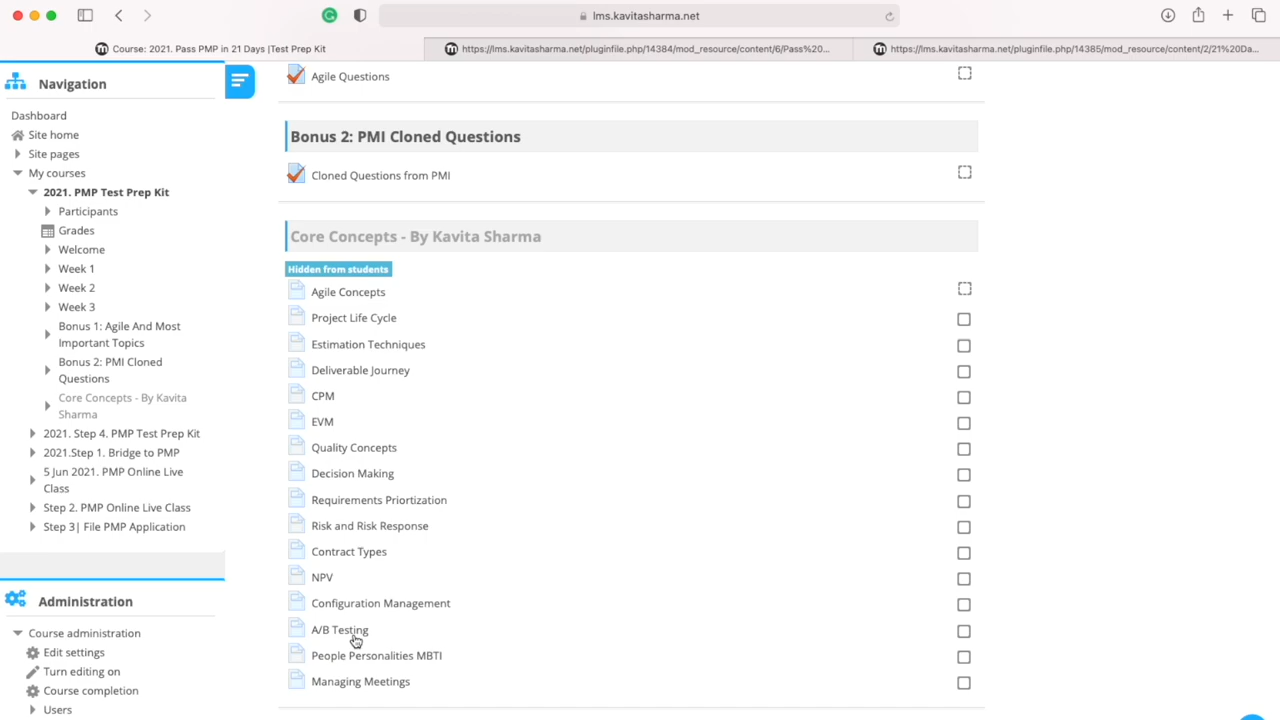 lms.kavitasharma.net
Course: 2021. Pass PMP in 21 Days |Test Prep Kit
https://lms.kavitasharma.net/pluginfile.php/14384/mod_resource/content/6/Pass%20...
https://lms.kavitasharma.net/pluginfile.php/14385/mod_resource/content/2/21%20Da...
Navigation
Dashboard
Site home
Site pages
My courses
2021. PMP Test Prep Kit
Participants
Grades
Welcome
Week 1
Week 2
Week 3
Bonus 1: Agile And Most
Important Topics
Bonus 2: PMI Cloned
Questions
Core Concepts - By Kavita
Sharma
2021. Step 4. PMP Test Prep Kit
2021.Step 1. Bridge to PMP
5 Jun 2021. PMP Online Live
Class
Step 2. PMP Online Live Class
Step 3| File PMP Application
Administration
Course administration
Edit settings
Turn editing on
Course completion
Users
Agile Questions
Bonus 2: PMI Cloned Questions
Cloned Questions from PMI
Core Concepts - By Kavita Sharma
Hidden from students
Agile Concepts
Project Life Cycle
Estimation Techniques
Deliverable Journey
CPM
EVM
Quality Concepts
Decision Making
Requirements Priortization
Risk and Risk Response
Contract Types
NPV
Configuration Management
A/B Testing
People Personalities MBTI
Managing Meetings